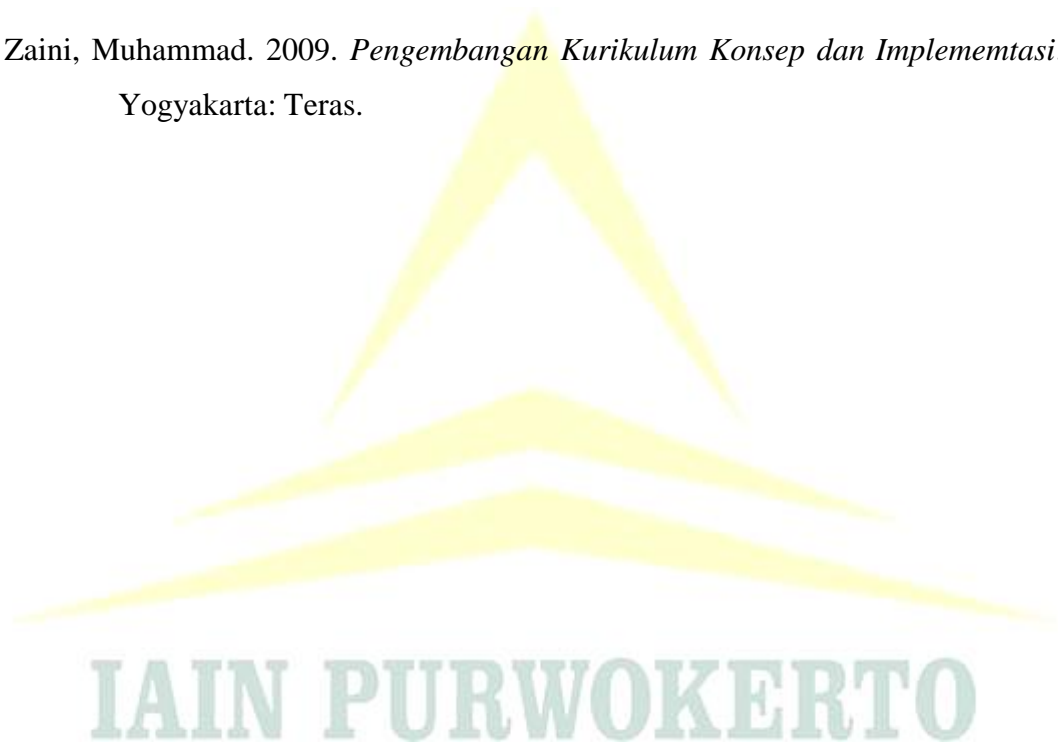 Zaini, Muhammad. 2009. Pengembangan Kurikulum Konsep dan Implememtasi.
Yogyakarta: Teras.
IAIN PURWOKERTO